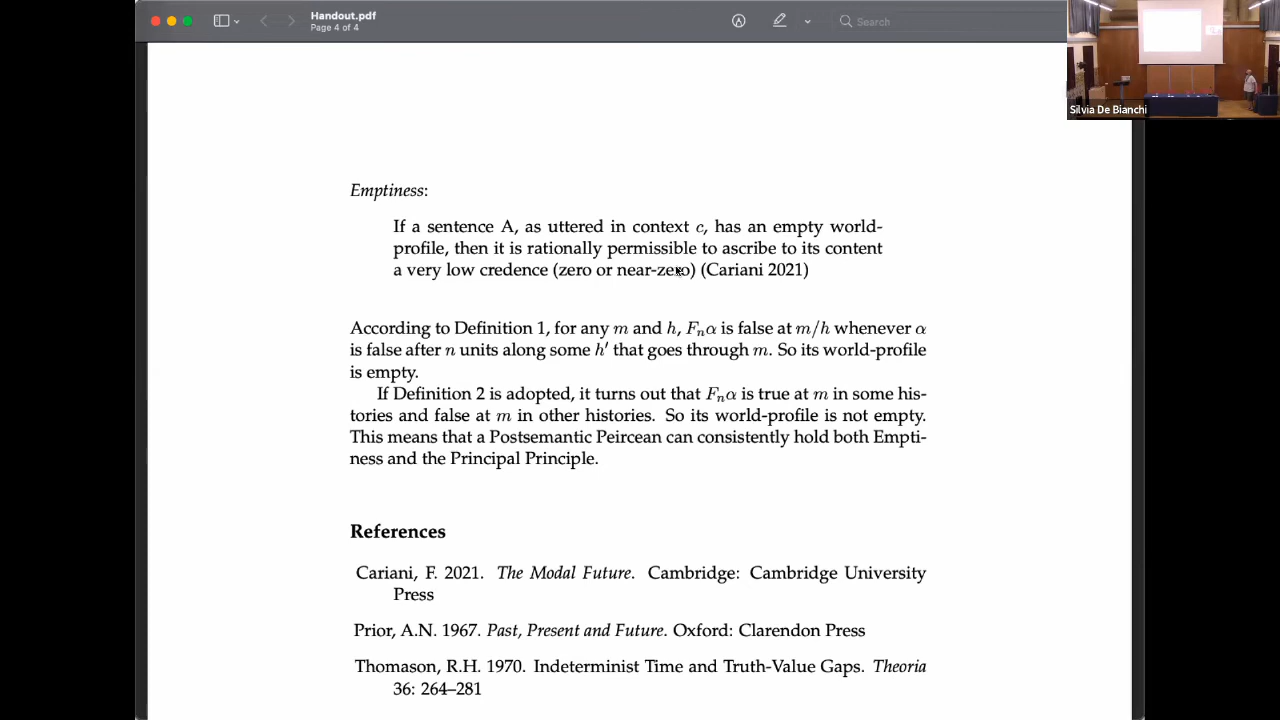 Handout.pdf
Page 4 of 4
Search
Silvia De Bianchi
Emptiness:
If a sentence A, as uttered in context c, has an empty world-
profile, then it is rationally permissible to ascribe to its content
a very low credence (zero or near-zero) (Cariani 2021)
According to Definition 1, for any m and h, Fₙα is false at m/h whenever α
is false after n units along some h′ that goes through m. So its world-profile
is empty.
If Definition 2 is adopted, it turns out that Fₙα is true at m in some his-
tories and false at m in other histories. So its world-profile is not empty.
This means that a Postsemantic Peircean can consistently hold both Empti-
ness and the Principal Principle.
References
Cariani, F. 2021. The Modal Future. Cambridge: Cambridge University
Press
Prior, A.N. 1967. Past, Present and Future. Oxford: Clarendon Press
Thomason, R.H. 1970. Indeterminist Time and Truth-Value Gaps. Theoria
36: 264–281